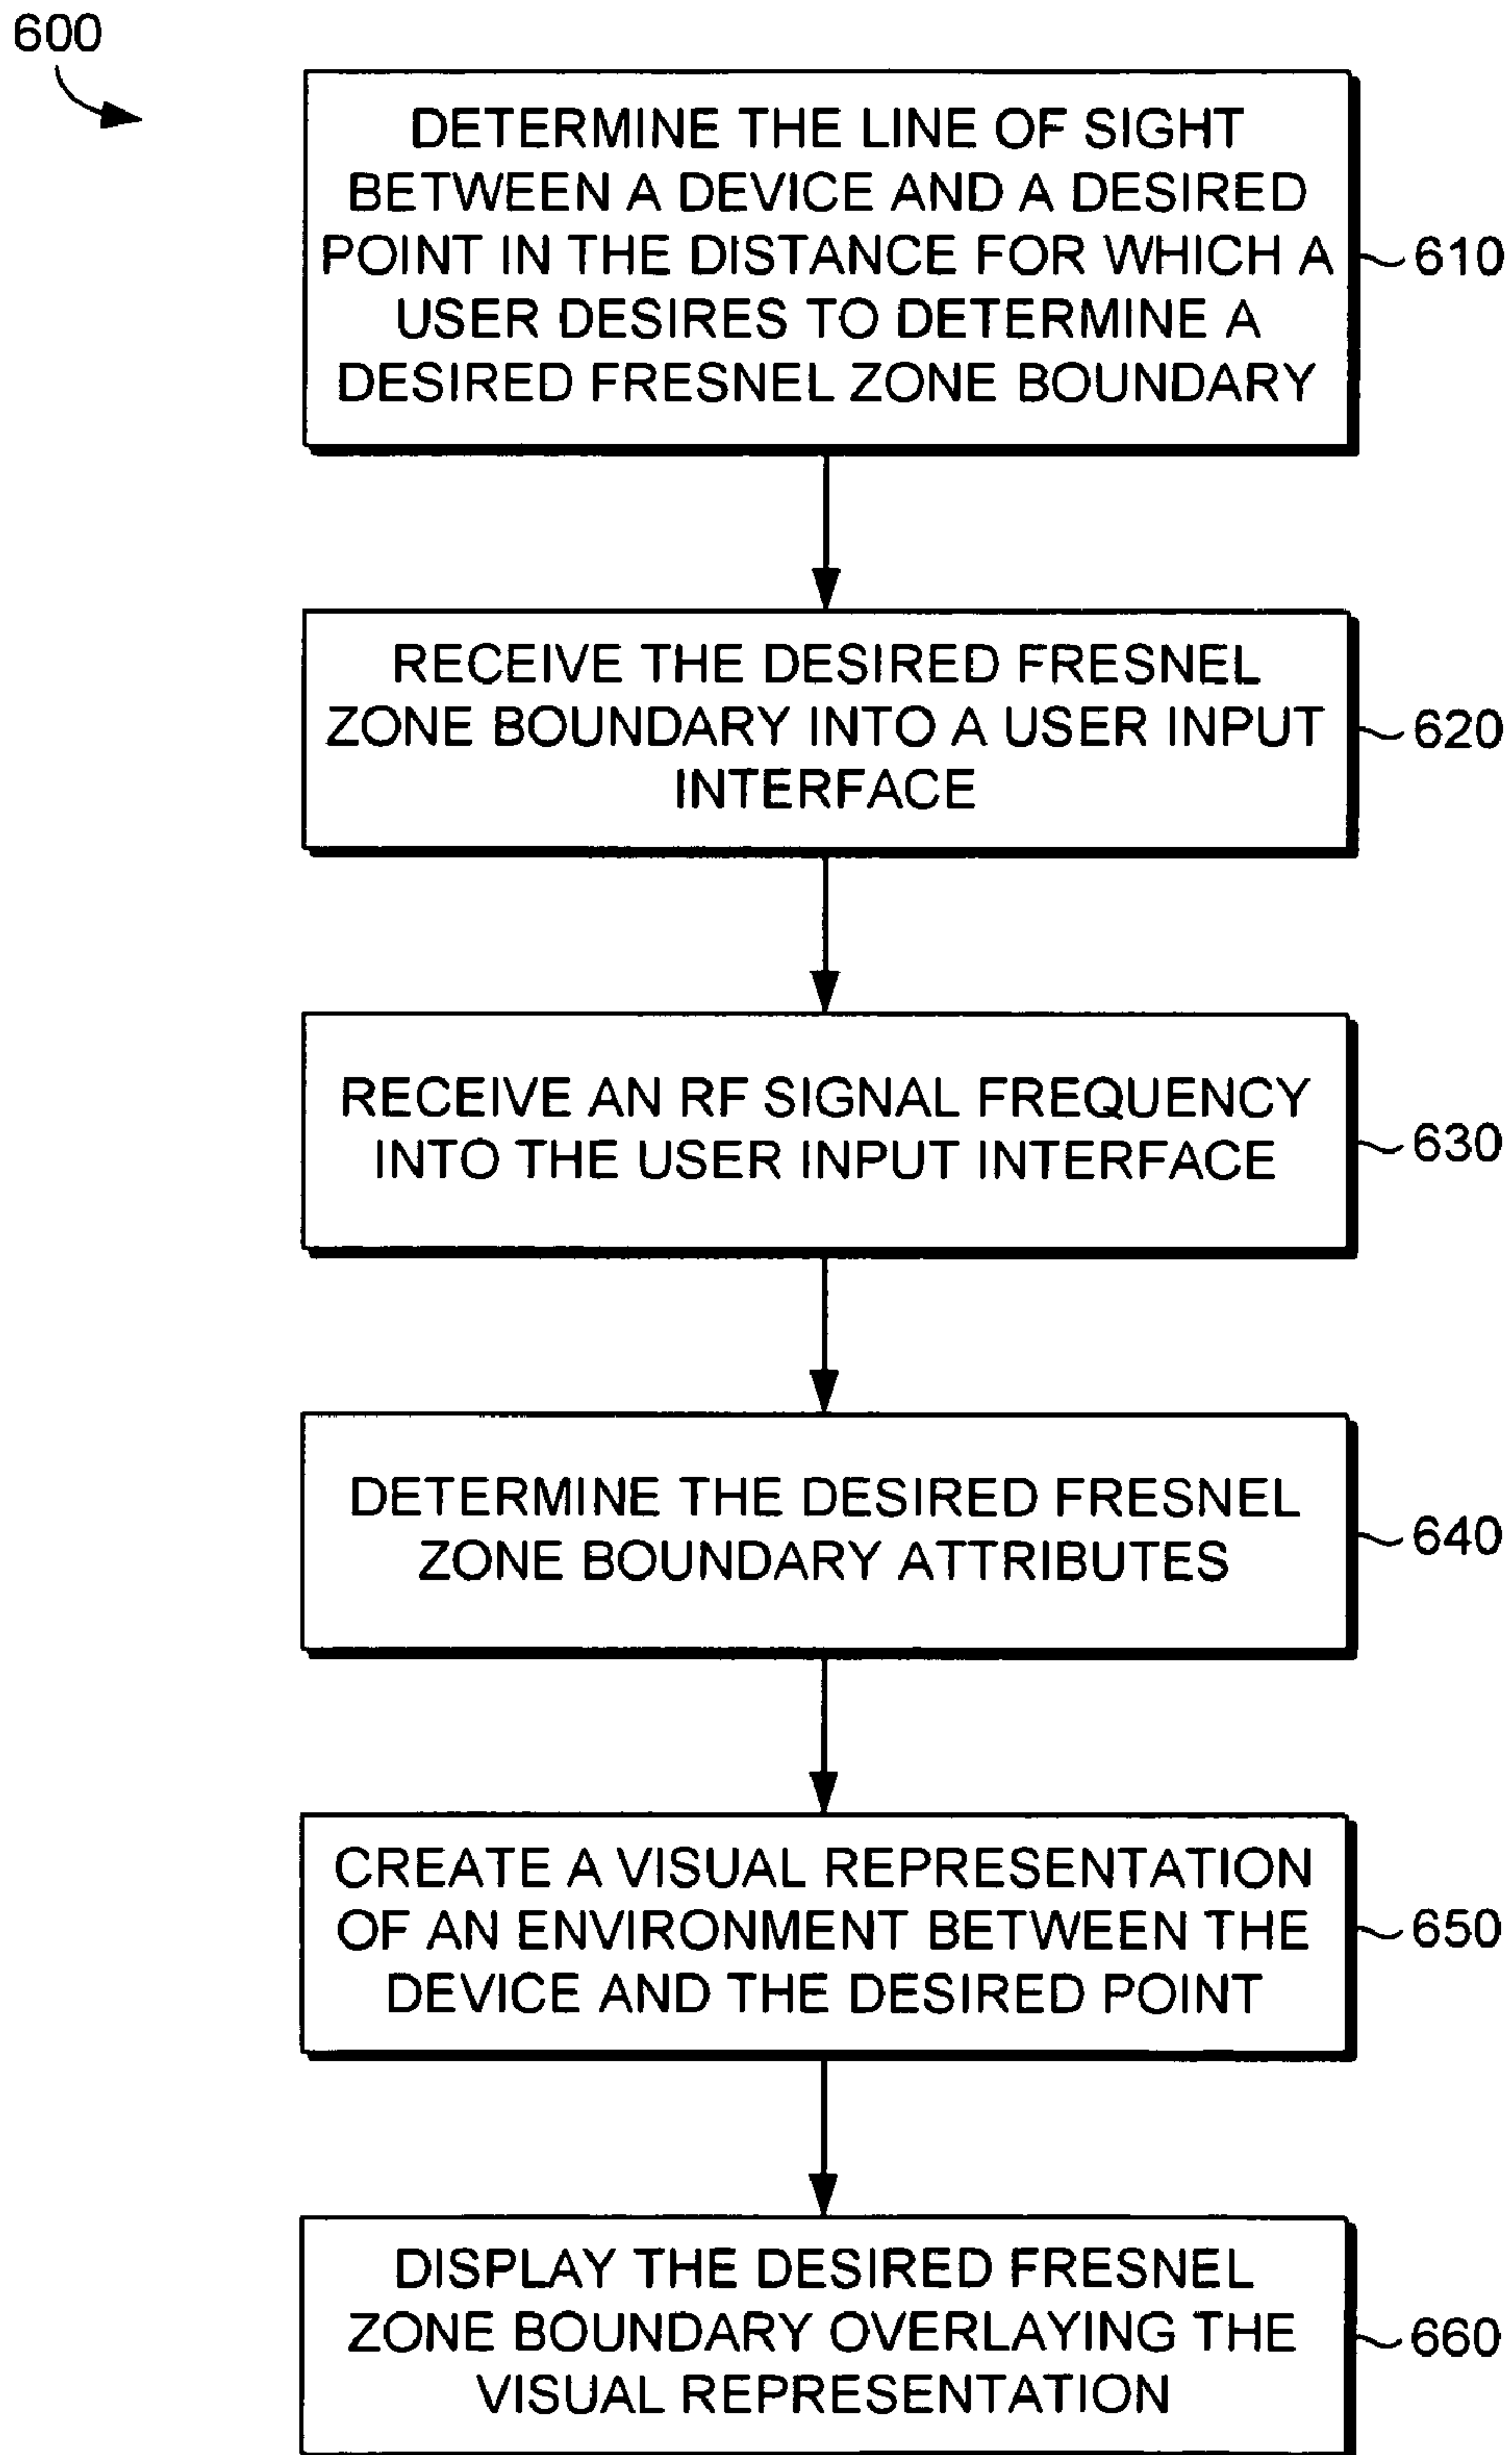 600
DETERMINE THE LINE OF SIGHT
BETWEEN A DEVICE AND A DESIRED
POINT IN THE DISTANCE FOR WHICH A
USER DESIRES TO DETERMINE A
DESIRED FRESNEL ZONE BOUNDARY
610
RECEIVE THE DESIRED FRESNEL
ZONE BOUNDARY INTO A USER INPUT
INTERFACE
620
RECEIVE AN RF SIGNAL FREQUENCY
INTO THE USER INPUT INTERFACE
630
DETERMINE THE DESIRED FRESNEL
ZONE BOUNDARY ATTRIBUTES
640
CREATE A VISUAL REPRESENTATION
OF AN ENVIRONMENT BETWEEN THE
DEVICE AND THE DESIRED POINT
650
DISPLAY THE DESIRED FRESNEL
ZONE BOUNDARY OVERLAYING THE
VISUAL REPRESENTATION
660